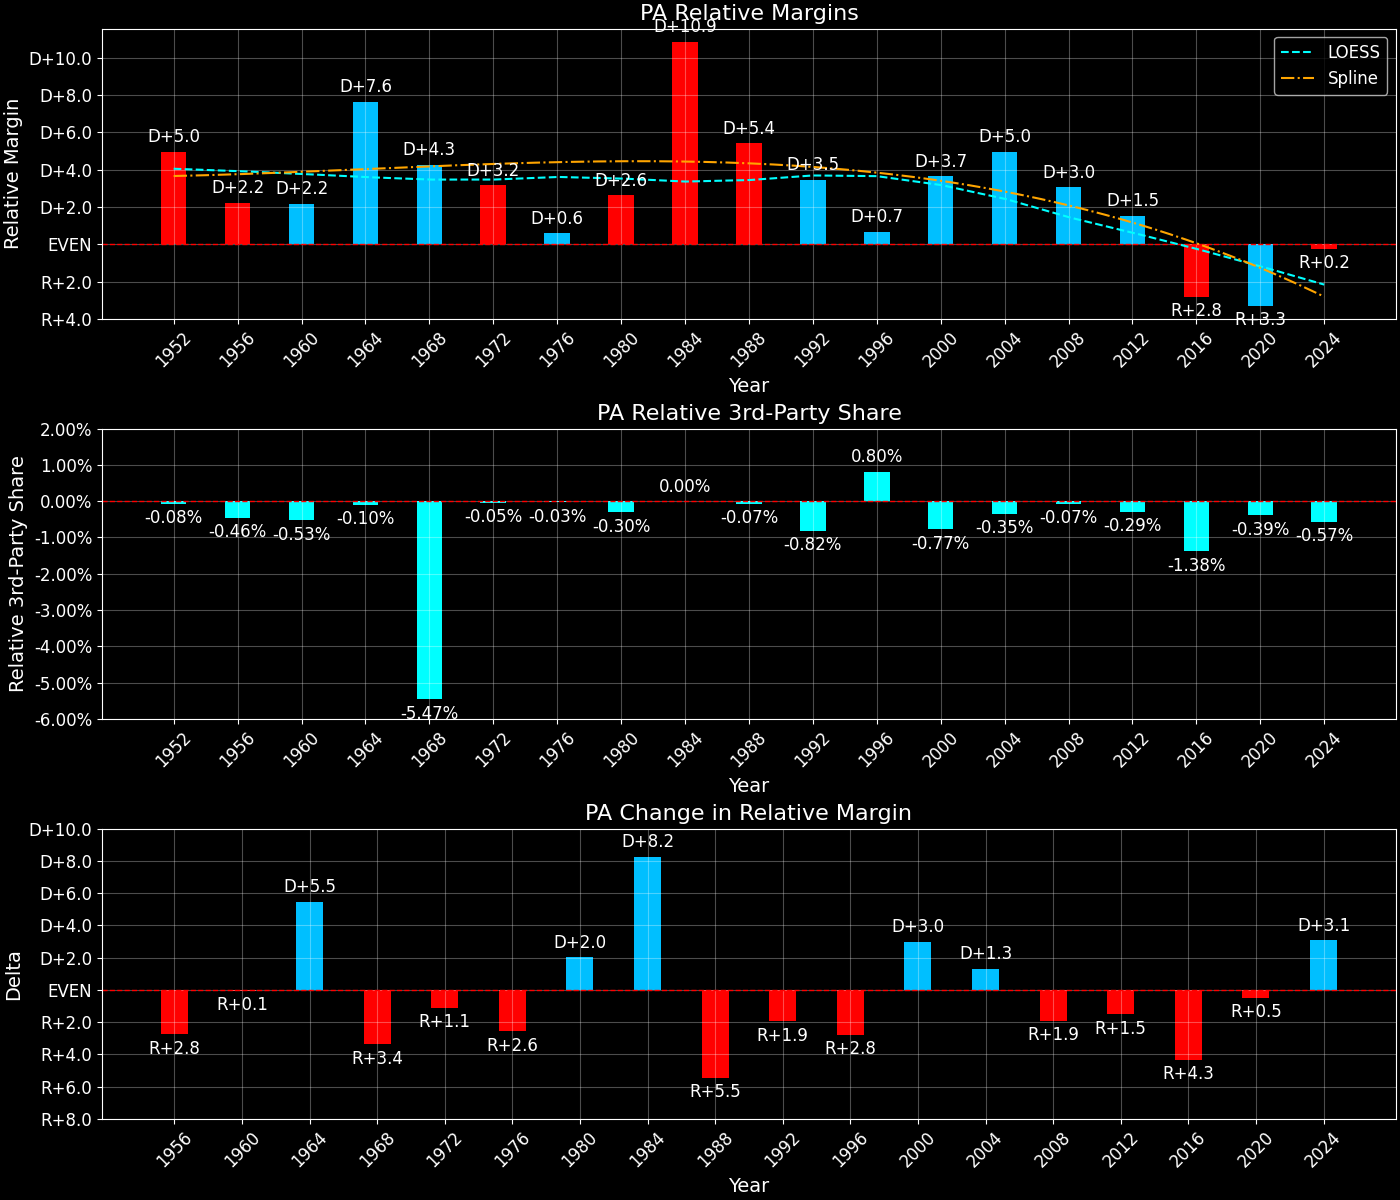 PA Relative Margins
Relative Margin
D+10.0
D+8.0
D+6.0
D+4.0
D+2.0
EVEN
R+2.0
R+4.0
D+5.0
D+2.2
D+2.2
D+7.6
D+4.3
D+3.2
D+0.6
D+2.6
D+10.9
D+5.4
D+3.5
D+0.7
D+3.7
D+5.0
D+3.0
D+1.5
R+2.8
R+3.3
R+0.2
LOESS
Spline
1952
1956
1960
1964
1968
1972
1976
1980
1984
1988
1992
1996
2000
2004
2008
2012
2016
2020
2024
Year
PA Relative 3rd-Party Share
Relative 3rd-Party Share
2.00%
1.00%
0.00%
-1.00%
-2.00%
-3.00%
-4.00%
-5.00%
-6.00%
-0.08%
-0.46%
-0.53%
-0.10%
-5.47%
-0.05%
-0.03%
-0.30%
0.00%
-0.07%
-0.82%
0.80%
-0.77%
-0.35%
-0.07%
-0.29%
-1.38%
-0.39%
-0.57%
1952
1956
1960
1964
1968
1972
1976
1980
1984
1988
1992
1996
2000
2004
2008
2012
2016
2020
2024
Year
PA Change in Relative Margin
Delta
D+10.0
D+8.0
D+6.0
D+4.0
D+2.0
EVEN
R+2.0
R+4.0
R+6.0
R+8.0
R+2.8
R+0.1
D+5.5
R+3.4
R+1.1
R+2.6
D+2.0
D+8.2
R+5.5
R+1.9
R+2.8
D+3.0
D+1.3
R+1.9
R+1.5
R+4.3
R+0.5
D+3.1
1956
1960
1964
1968
1972
1976
1980
1984
1988
1992
1996
2000
2004
2008
2012
2016
2020
2024
Year